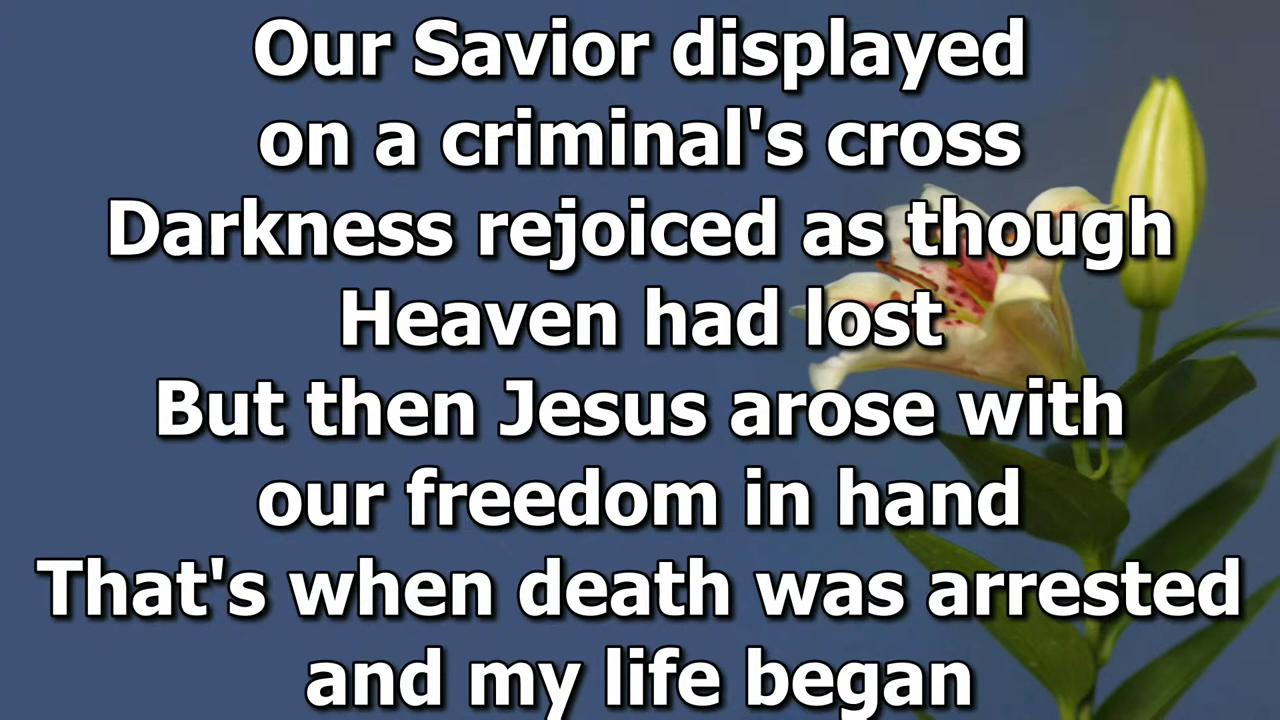 Our Savior displayed
on a criminal's cross
Darkness rejoiced as though
Heaven had lost
But then Jesus arose with
our freedom in hand
That's when death was arrested
and my life began